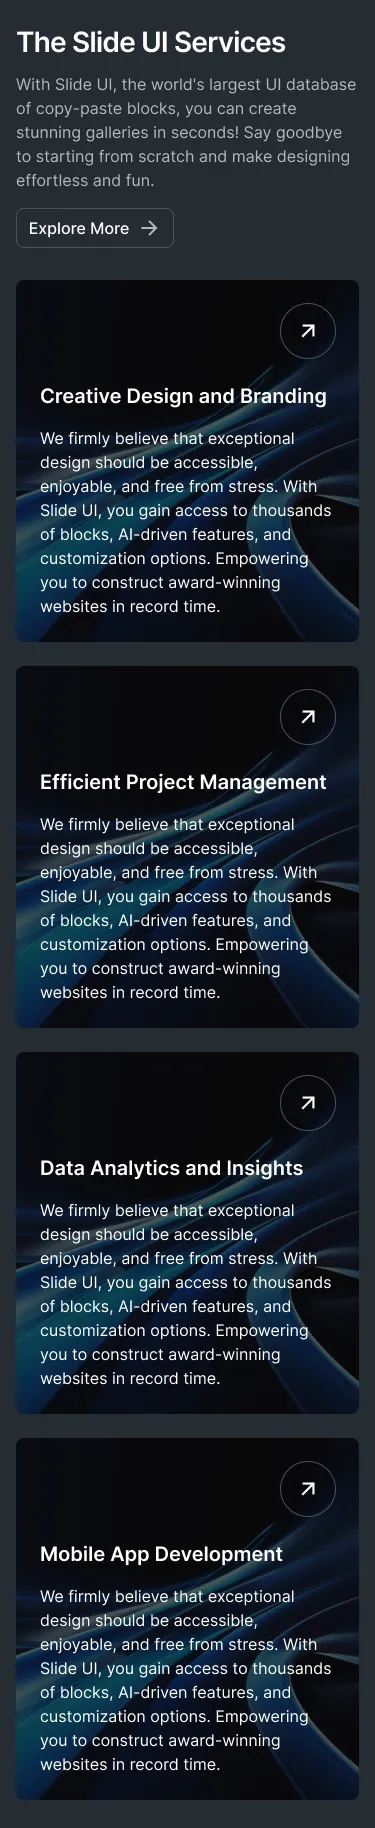 The Slide UI Services
With Slide UI, the world's largest UI database
of copy-paste blocks, you can create
stunning galleries in seconds! Say goodbye
to starting from scratch and make designing
effortless and fun.
Explore More
Creative Design and Branding
We firmly believe that exceptional
design should be accessible,
enjoyable, and free from stress. With
Slide UI, you gain access to thousands
of blocks, AI-driven features, and
customization options. Empowering
you to construct award-winning
websites in record time.
Efficient Project Management
We firmly believe that exceptional
design should be accessible,
enjoyable, and free from stress. With
Slide UI, you gain access to thousands
of blocks, AI-driven features, and
customization options. Empowering
you to construct award-winning
websites in record time.
Data Analytics and Insights
We firmly believe that exceptional
design should be accessible,
enjoyable, and free from stress. With
Slide UI, you gain access to thousands
of blocks, AI-driven features, and
customization options. Empowering
you to construct award-winning
websites in record time.
Mobile App Development
We firmly believe that exceptional
design should be accessible,
enjoyable, and free from stress. With
Slide UI, you gain access to thousands
of blocks, AI-driven features, and
customization options. Empowering
you to construct award-winning
websites in record time.